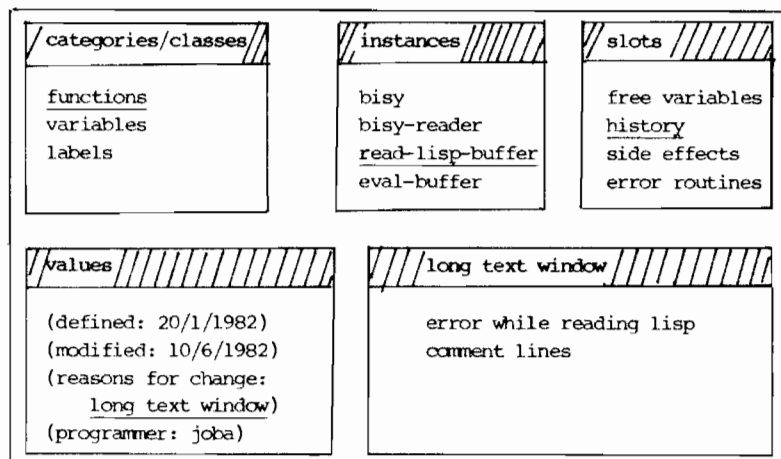 categories/classes
functions
variables
labels
instances
bisy
bisy-reader
read-lisp-buffer
eval-buffer
slots
free variables
history
side effects
error routines
values
(defined: 20/1/1982)
(modified: 10/6/1982)
(reasons for change:
long text window)
(programmer: joba)
long text window
error while reading lisp
comment lines